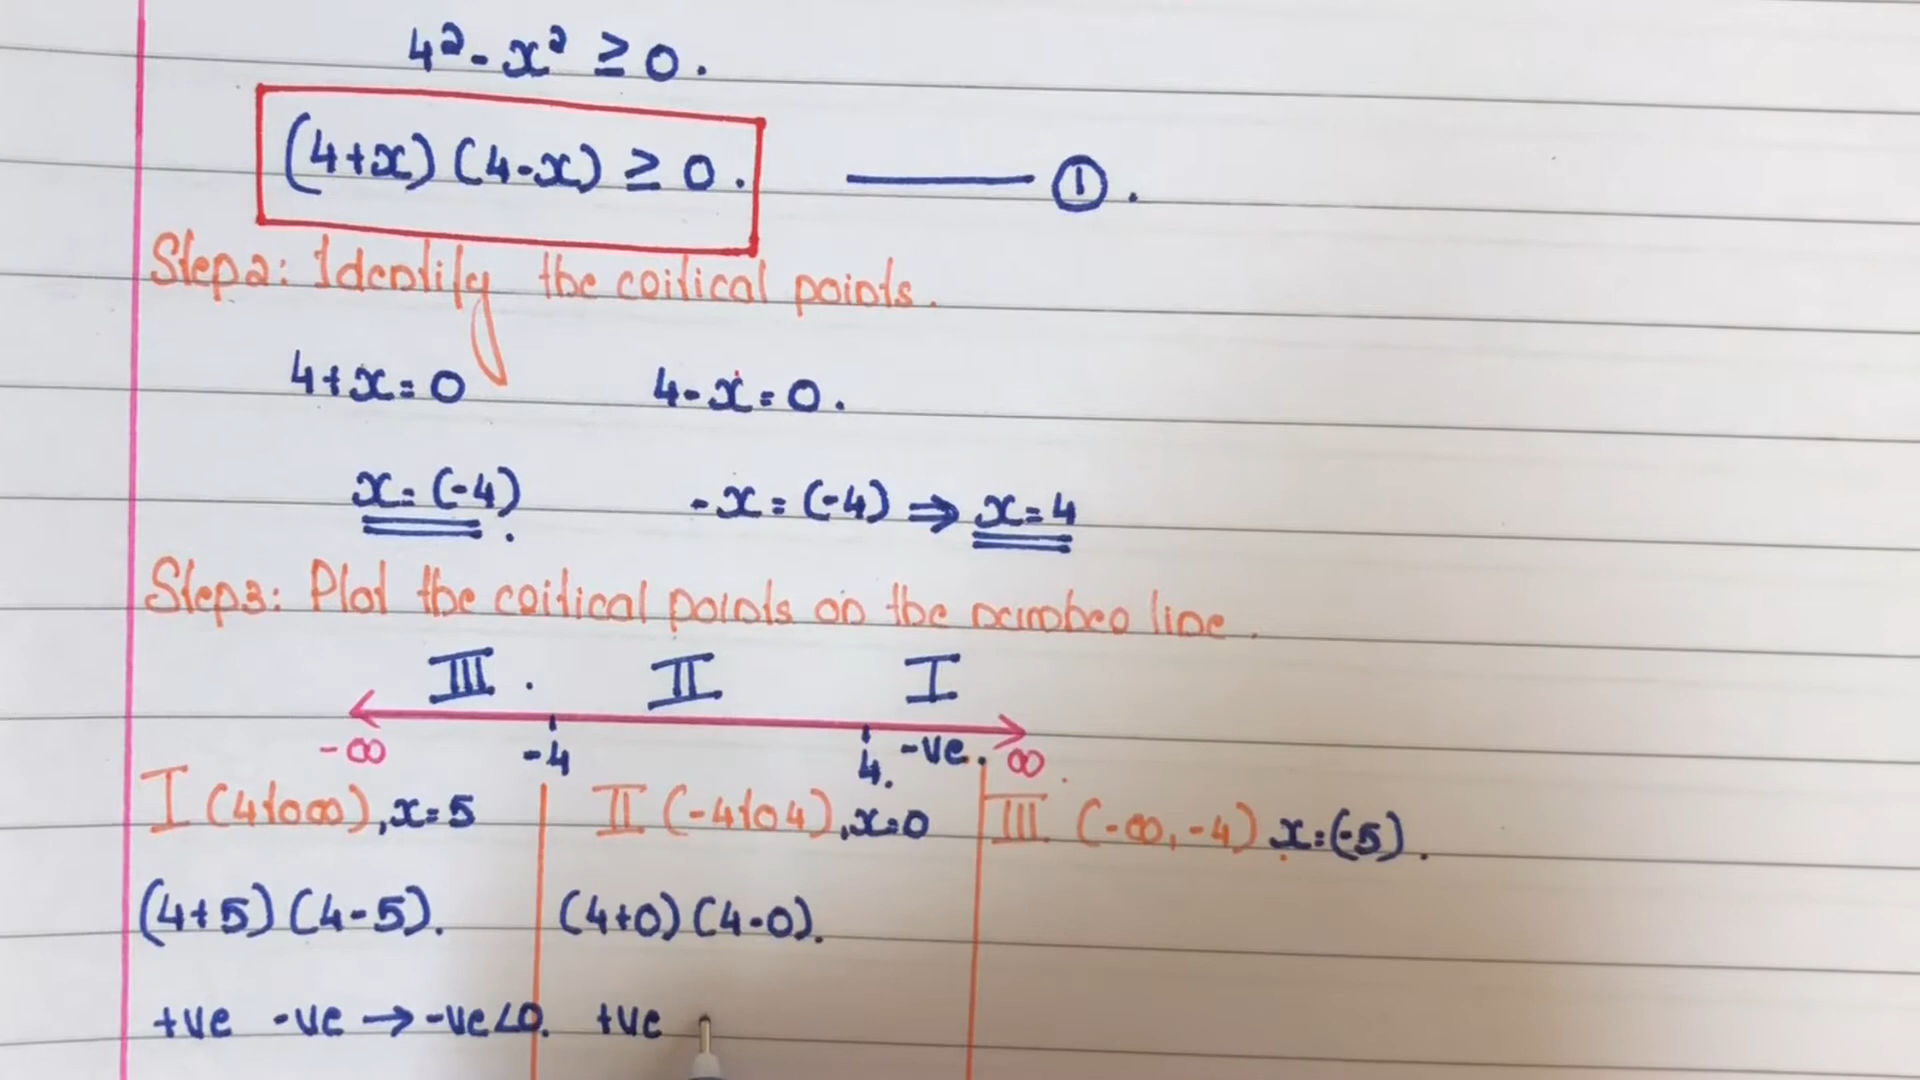 4² - x² ≥ 0.
(4+x) (4-x) ≥ 0. —— ①.
Step2: Identify the critical points.
4+x=0 4-x=0.
x=(-4). -x=(-4) ⇒ x=4
Step3: Plot the critical points on the number line.
III. II I
-∞ -4 4. -ve. ∞.
I (4 to ∞), x=5 II (-4 to 4), x=0 III. (-∞, -4) x=(-5).
(4+5) (4-5). (4+0) (4-0).
+ve -ve → -ve<0. +ve